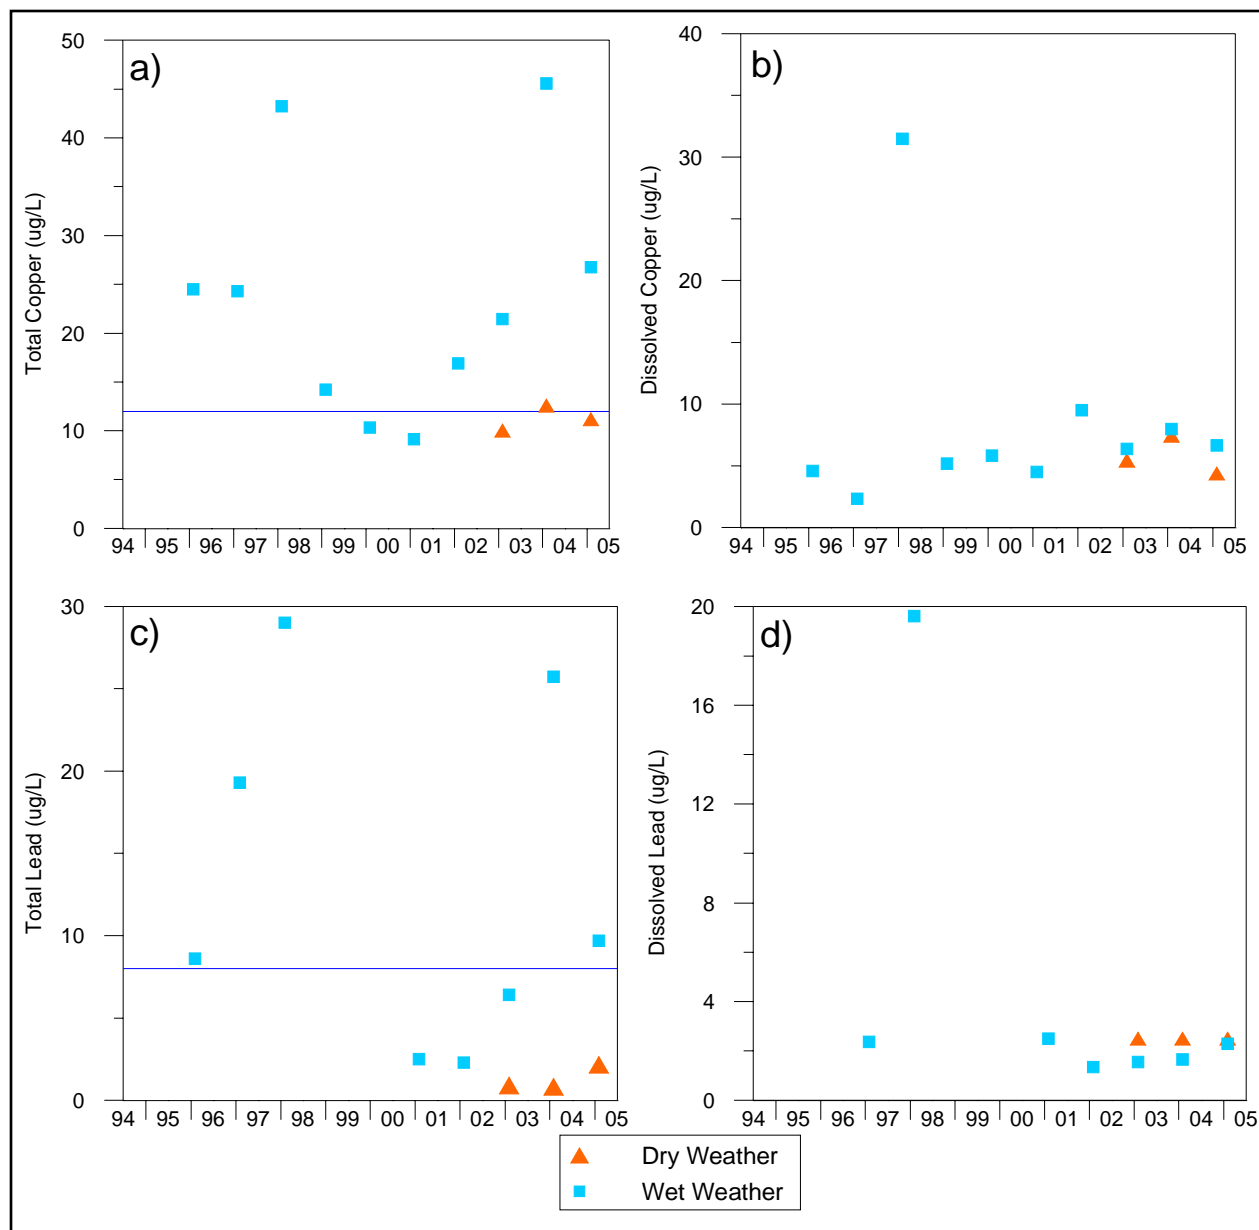 a)
50
40
30
20
10
0
Total Copper (ug/L)
94 95 96 97 98 99 00 01 02 03 04 05
b)
40
30
20
10
0
Dissolved Copper (ug/L)
94 95 96 97 98 99 00 01 02 03 04 05
c)
30
20
10
0
Total Lead (ug/L)
94 95 96 97 98 99 00 01 02 03 04 05
d)
20
16
12
8
4
0
Dissolved Lead (ug/L)
94 95 96 97 98 99 00 01 02 03 04 05
Dry Weather
Wet Weather